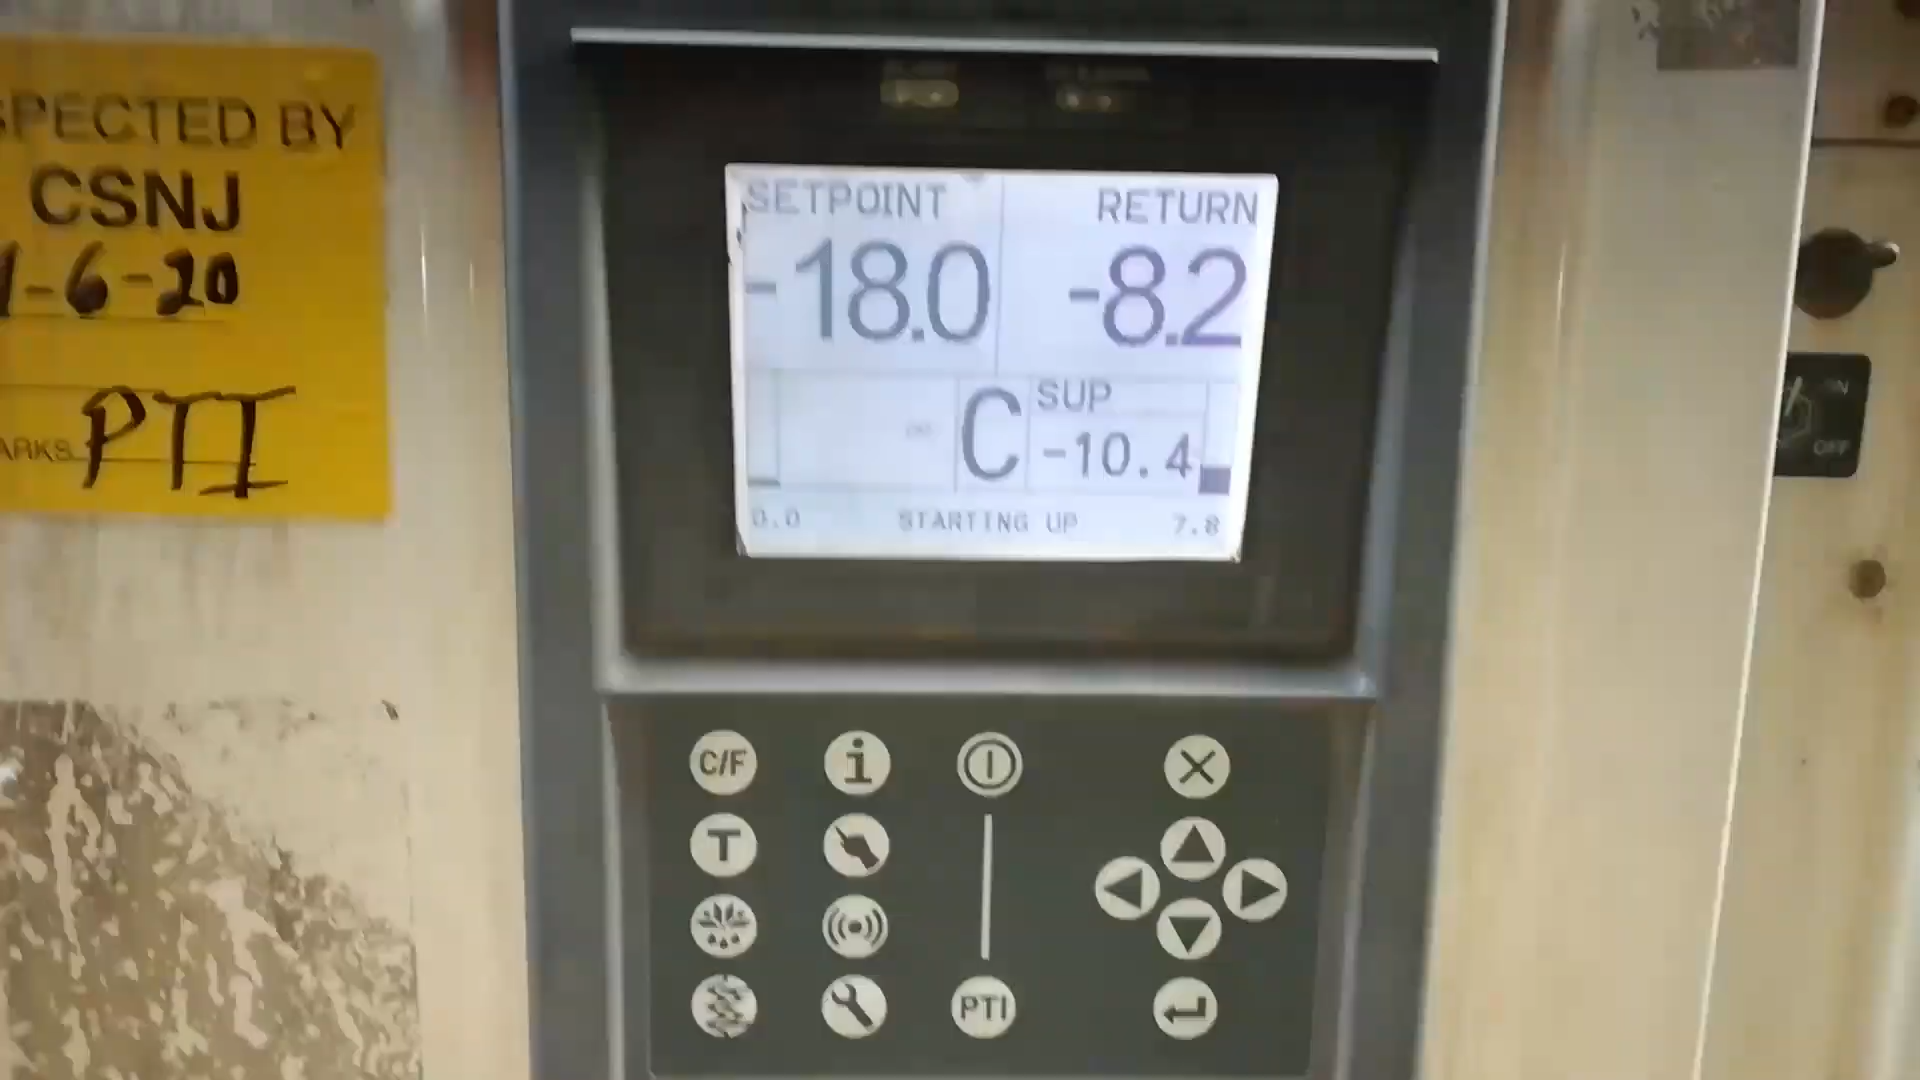 SPECTED BY
CSNJ
1-6-20
ARKS PTI
SETPOINT RETURN
-18.0 -8.2
C SUP
-10.4
0.0 STARTING UP 7.8
C/F
T
PTI
ON
OFF